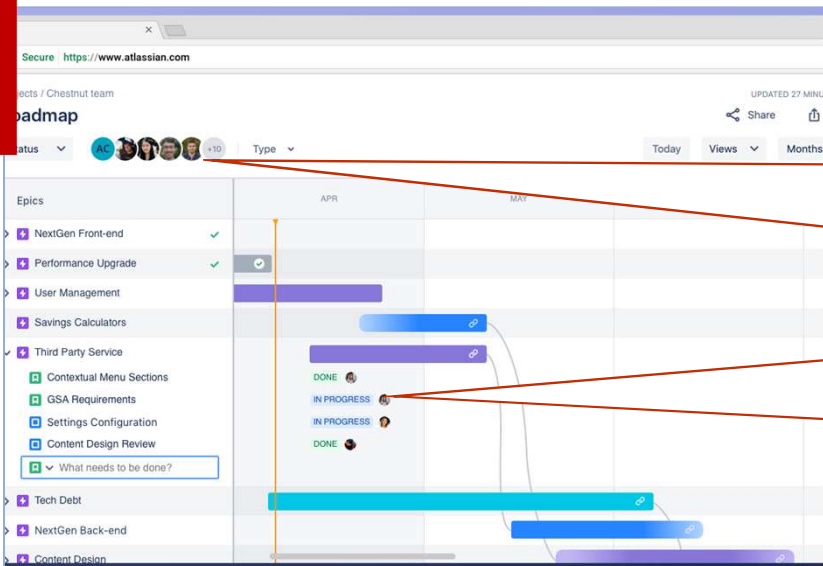 Secure https://www.atlassian.com
jects / Chestnut team
UPDATED 27 MINU
oadmap
Share
atus
AC
+10
Type
Today
Views
Months
Epics
APR
MAY
NextGen Front-end
Performance Upgrade
User Management
Savings Calculators
Third Party Service
Contextual Menu Sections
DONE
GSA Requirements
IN PROGRESS
Settings Configuration
IN PROGRESS
Content Design Review
DONE
What needs to be done?
Tech Debt
NextGen Back-end
Content Design